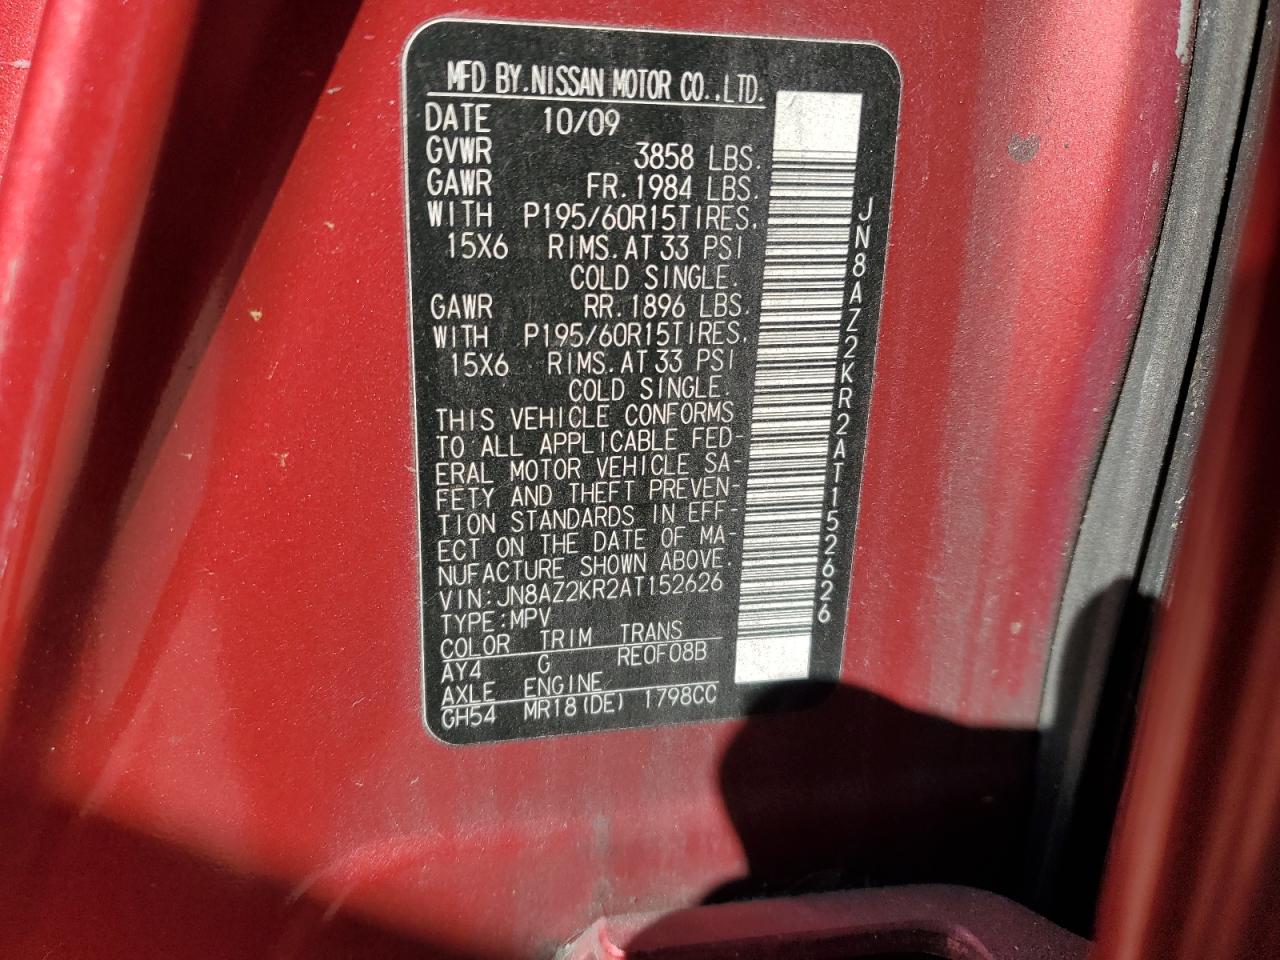 MFD BY.NISSAN MOTOR CO.,LTD.
DATE 10/09
GVWR 3858 LBS.
GAWR FR.1984 LBS.
WITH P195/60R15TIRES.
15X6 RIMS.AT 33 PSI
COLD SINGLE.
GAWR RR.1896 LBS.
WITH P195/60R15TIRES.
15X6 RIMS.AT 33 PSI
COLD SINGLE.
THIS VEHICLE CONFORMS
TO ALL APPLICABLE FED-
ERAL MOTOR VEHICLE SA-
FETY AND THEFT PREVEN-
TION STANDARDS IN EFF-
ECT ON THE DATE OF MA-
NUFACTURE SHOWN ABOVE.
VIN:JN8AZ2KR2AT152626
TYPE:MPV
COLOR TRIM TRANS
AY4 G RE0F08B
AXLE ENGINE
GH54 MR18(DE) 1798CC
JN8AZ2KR2AT152626